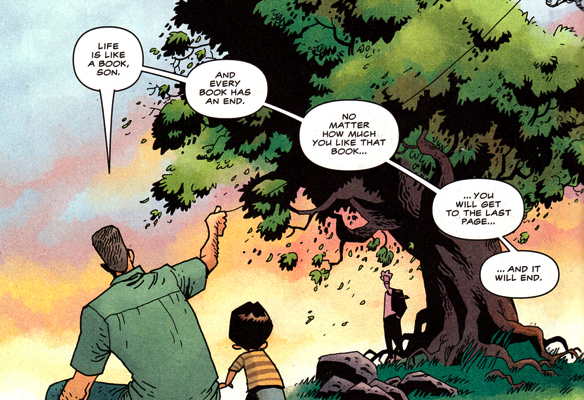 LIFE
IS LIKE
A BOOK,
SON.
AND
EVERY
BOOK HAS
AN END.
NO
MATTER
HOW MUCH
YOU LIKE THAT
BOOK...
...YOU
WILL GET
TO THE LAST
PAGE...
...AND IT
WILL END.